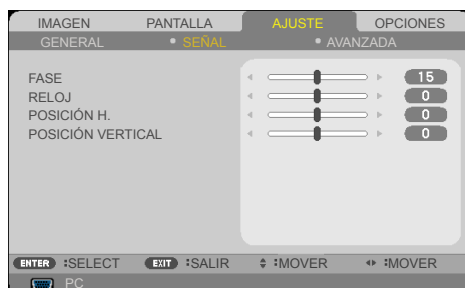 IMAGEN PANTALLA AJUSTE OPCIONES
GENERAL • SEÑAL • AVANZADA
FASE 15
RELOJ 0
POSICIÓN H. 0
POSICIÓN VERTICAL 0
ENTER :SELECT EXIT :SALIR :MOVER :MOVER
PC